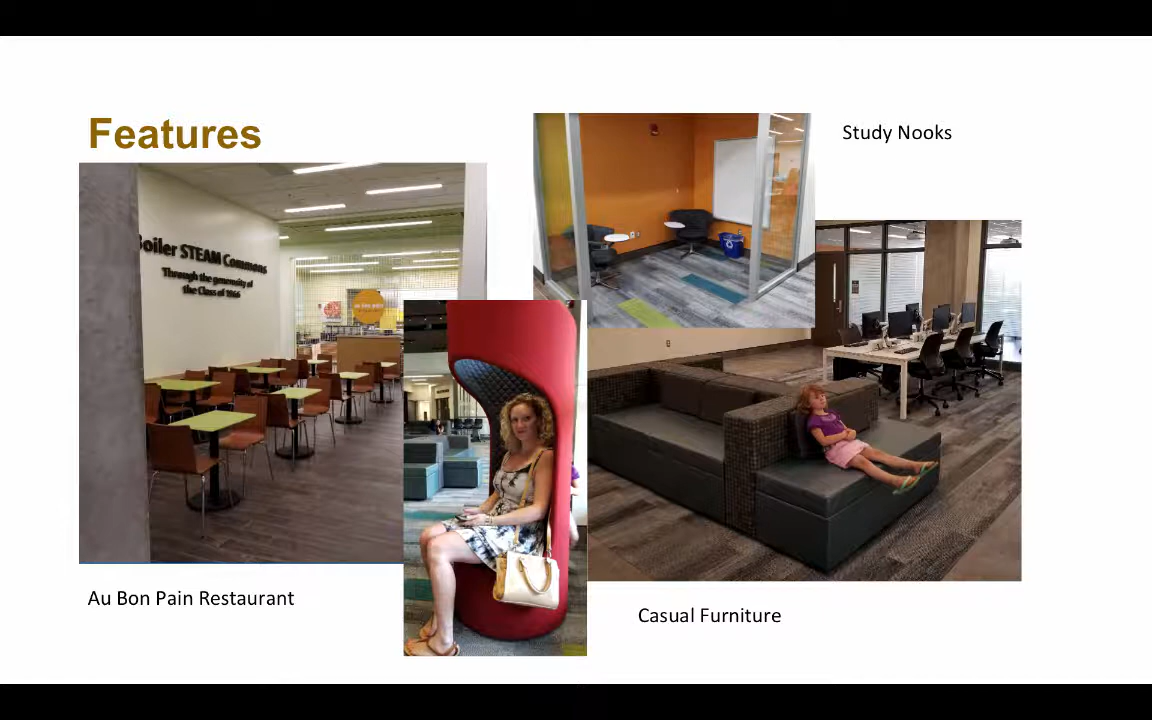 Features
Study Nooks
Boiler STEAM Commons
Through the generosity of
the Class of 1966
Au Bon Pain Restaurant
Casual Furniture